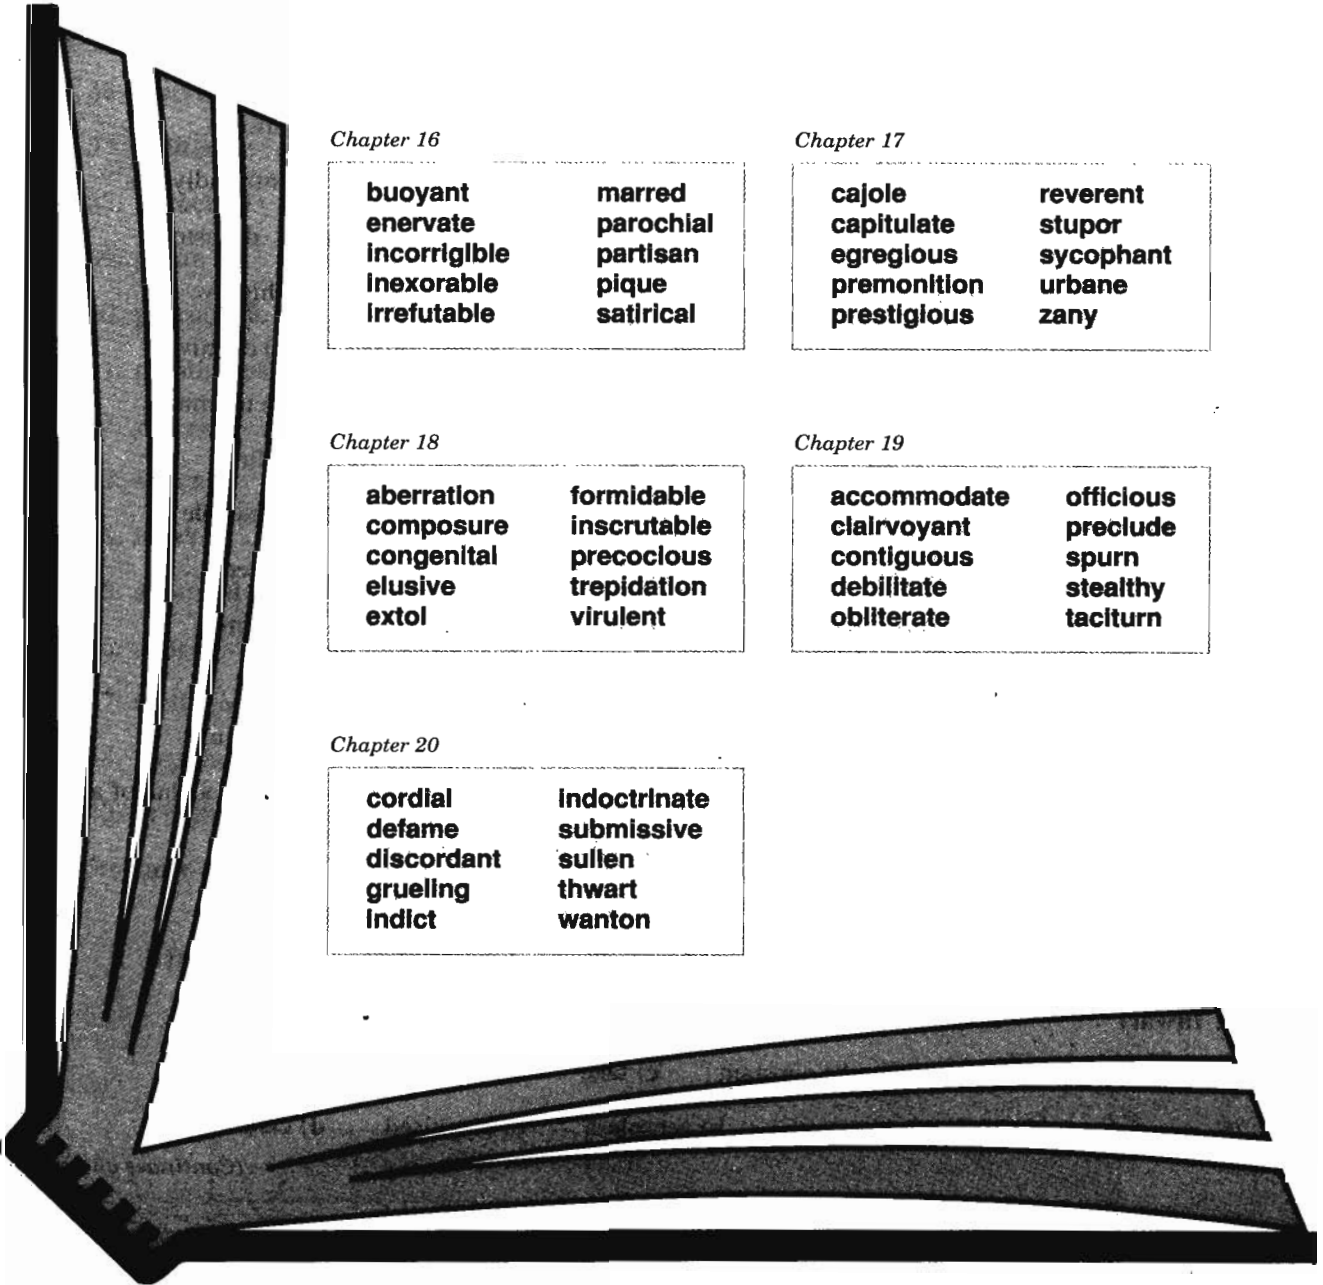 Chapter 16
buoyant marred
enervate parochial
incorrigible partisan
inexorable pique
irrefutable satirical
Chapter 17
cajole reverent
capitulate stupor
egregious sycophant
premonition urbane
prestigious zany
Chapter 18
aberration formidable
composure inscrutable
congenital precocious
elusive trepidation
extol virulent
Chapter 19
accommodate officious
clairvoyant preclude
contiguous spurn
debilitate stealthy
obliterate taciturn
Chapter 20
cordial indoctrinate
defame submissive
discordant sullen
grueling thwart
indict wanton